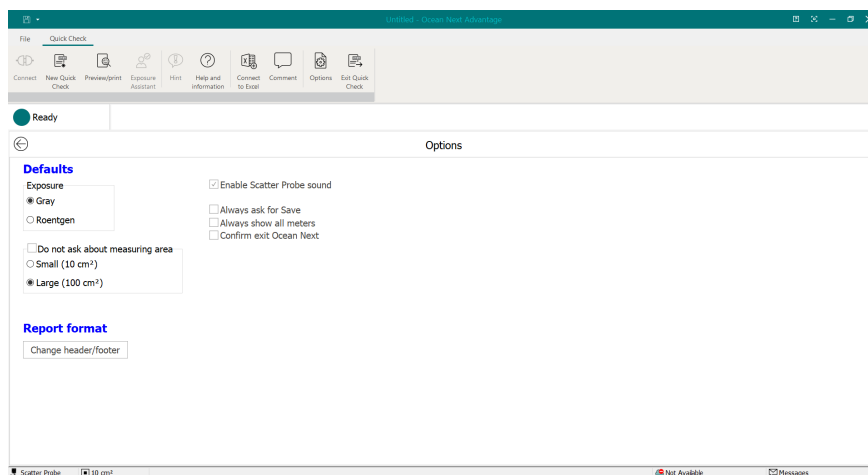 Untitled - Ocean Next Advantage
File Quick Check
Connect New Quick Check Preview/print Exposure Assistant Hint Help and information Connect to Excel Comment Options Exit Quick Check
Ready
Options
Defaults
Exposure
Gray
Roentgen
Do not ask about measuring area
Small (10 cm²)
Large (100 cm²)
Enable Scatter Probe sound
Always ask for Save
Always show all meters
Confirm exit Ocean Next
Report format
Change header/footer
Scatter Probe 10 cm² Not Available Messages